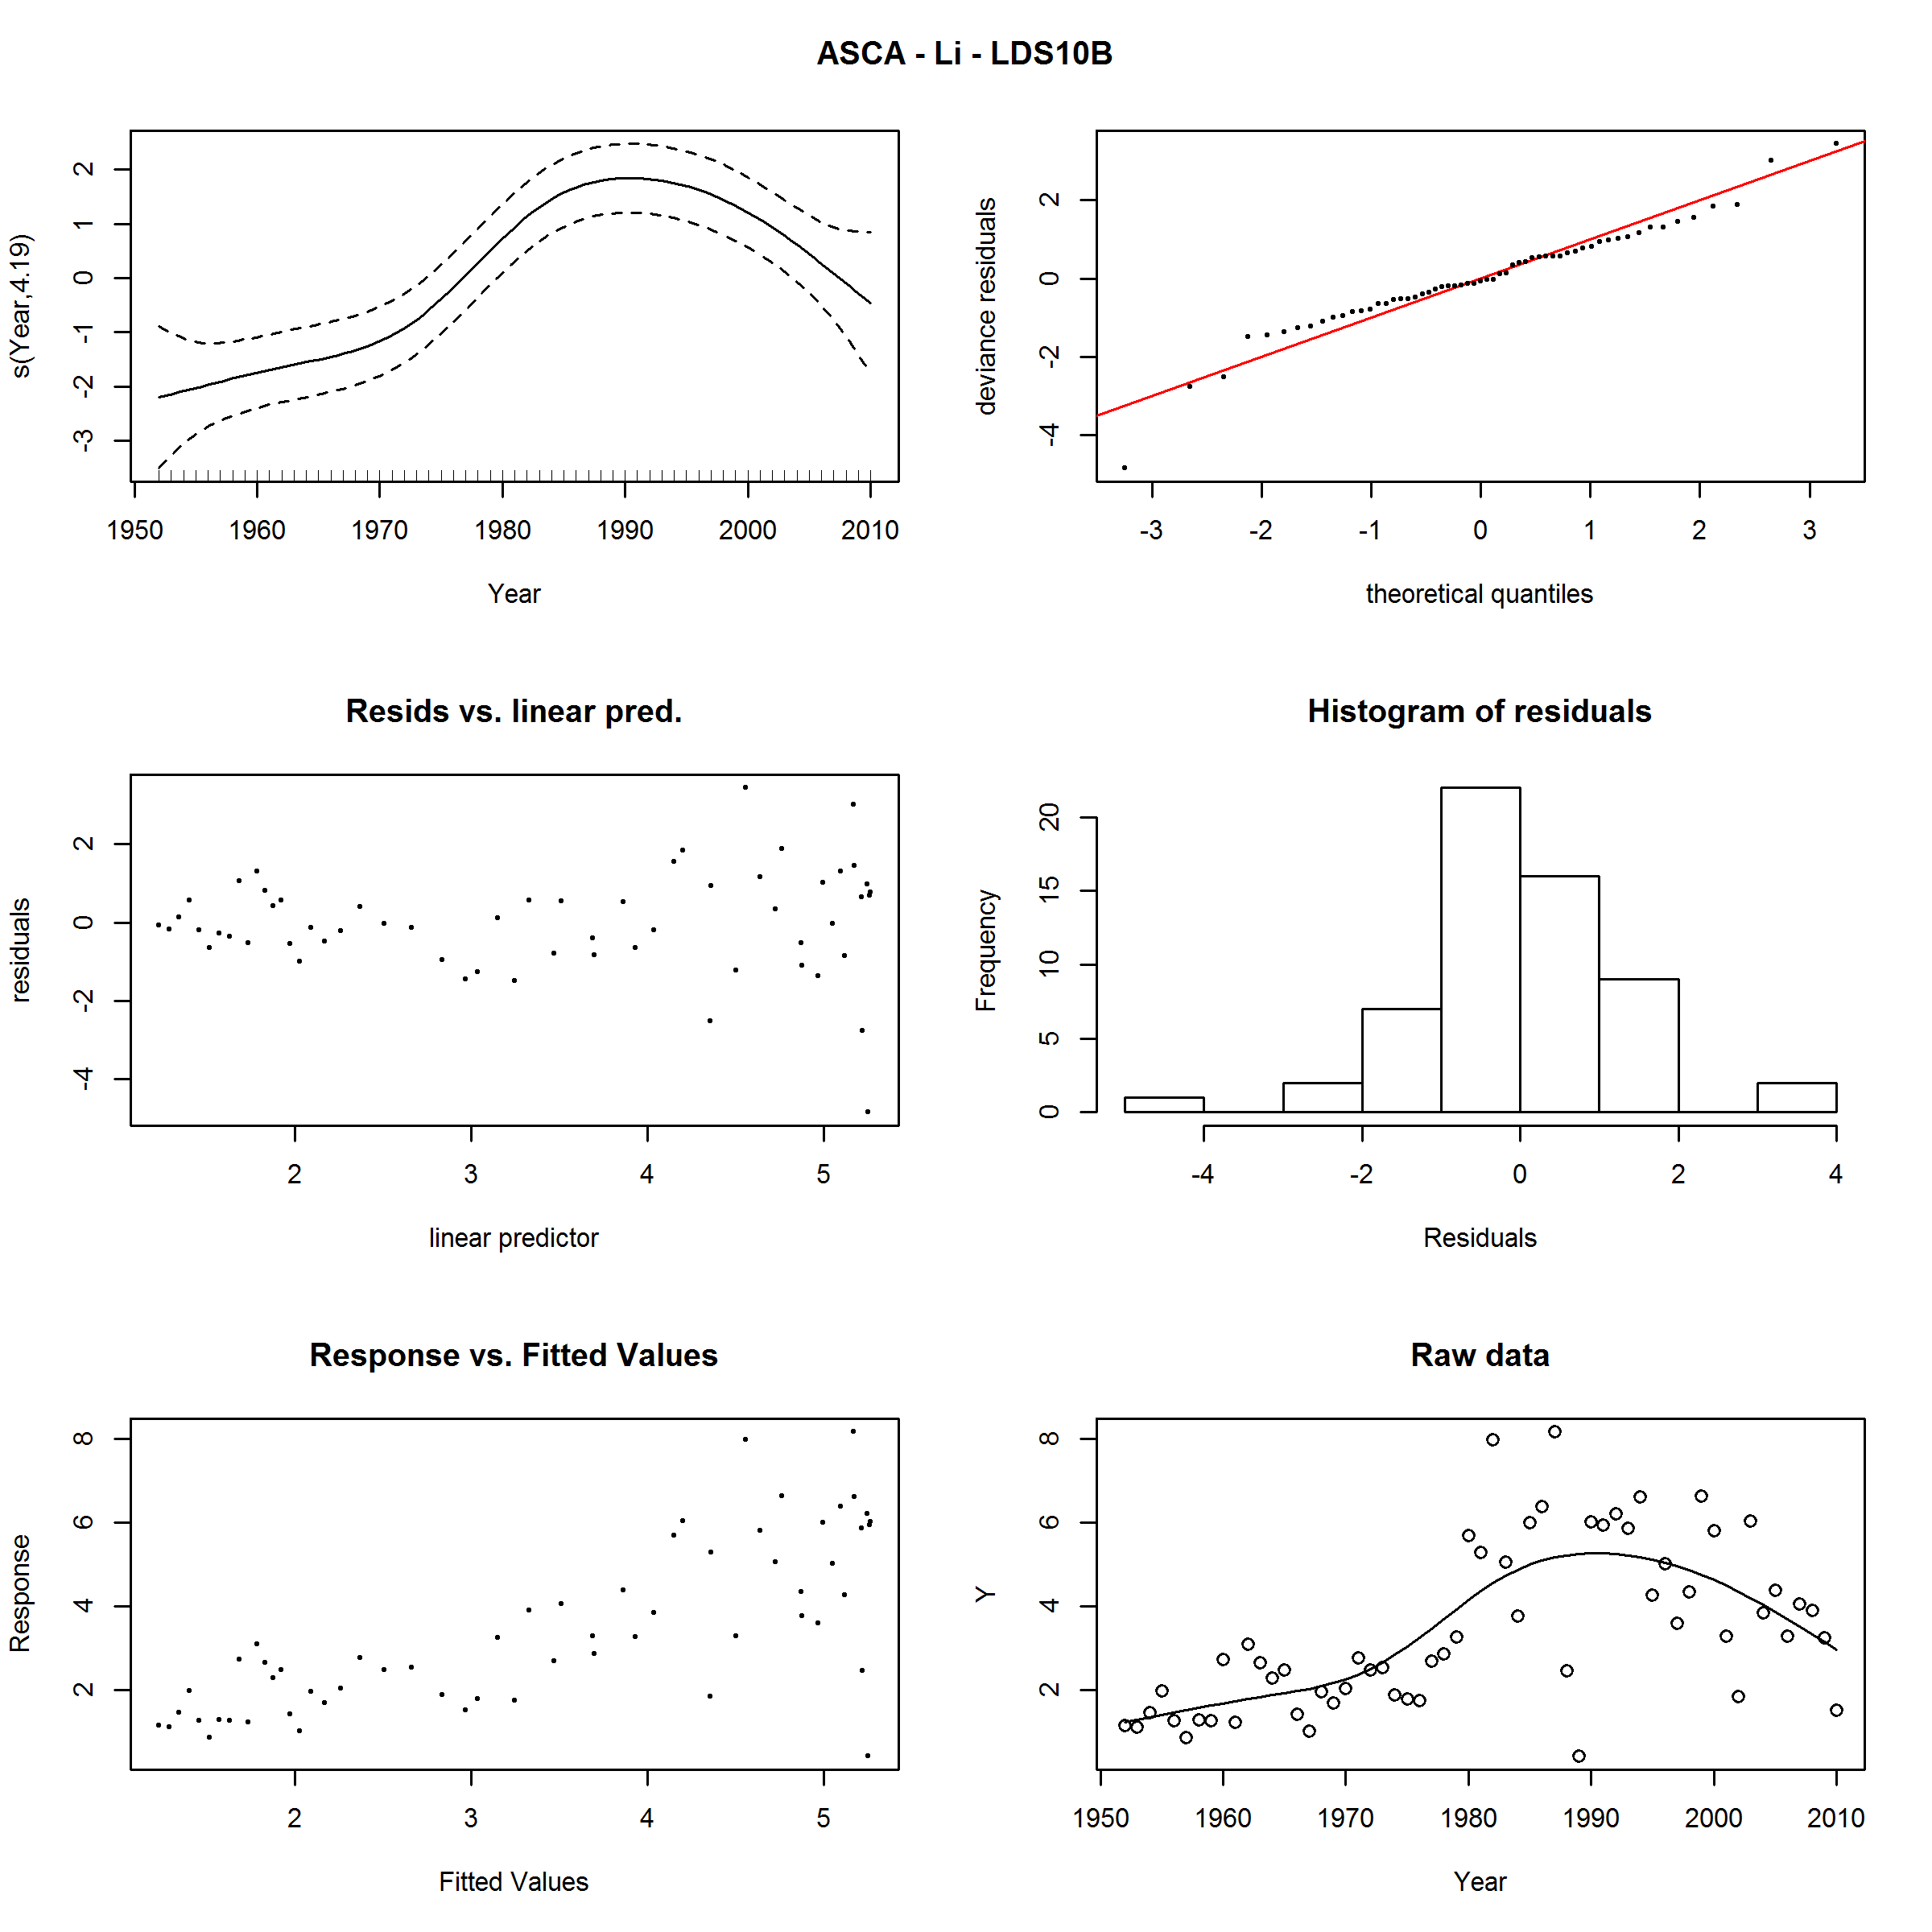 ASCA - Li - LDS10B
s(Year,4.19)
2
1
0
-1
-2
-3
1950 1960 1970 1980 1990 2000 2010
Year
deviance residuals
2
0
-2
-4
-3 -2 -1 0 1 2 3
theoretical quantiles
Resids vs. linear pred.
residuals
2
0
-2
-4
2 3 4 5
linear predictor
Histogram of residuals
Frequency
20
15
10
5
0
-4 -2 0 2 4
Residuals
Response vs. Fitted Values
Response
8
6
4
2
2 3 4 5
Fitted Values
Raw data
Y
8
6
4
2
1950 1960 1970 1980 1990 2000 2010
Year